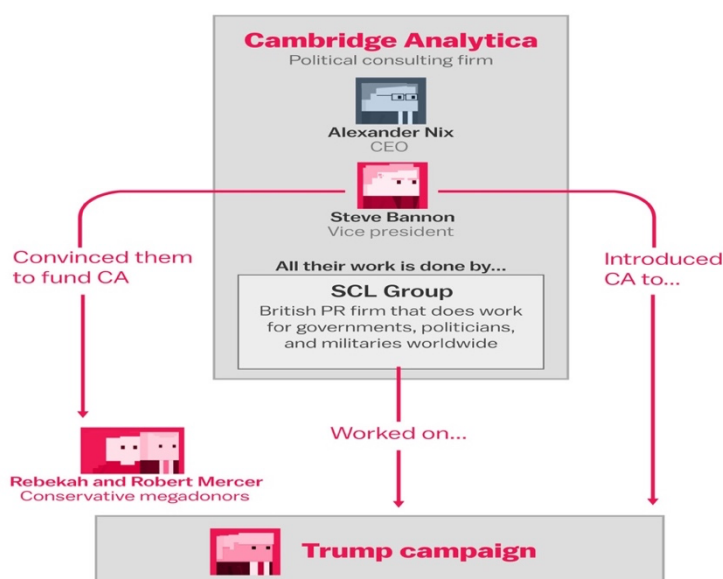 Cambridge Analytica
Political consulting firm
Alexander Nix
CEO
Steve Bannon
Vice president
Convinced them
to fund CA
Introduced
CA to...
All their work is done by...
SCL Group
British PR firm that does work
for governments, politicians,
and militaries worldwide
Worked on...
Rebekah and Robert Mercer
Conservative megadonors
Trump campaign